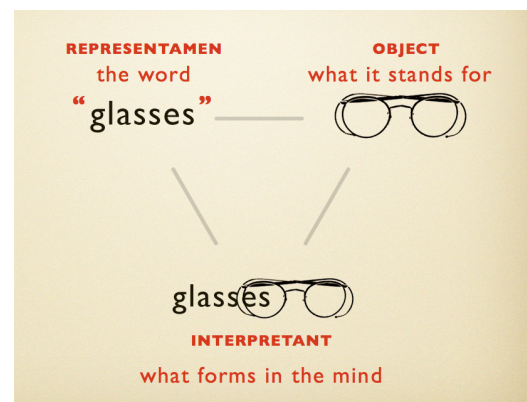 REPRESENTAMEN
the word
“glasses”
OBJECT
what it stands for
glasses
INTERPRETANT
what forms in the mind